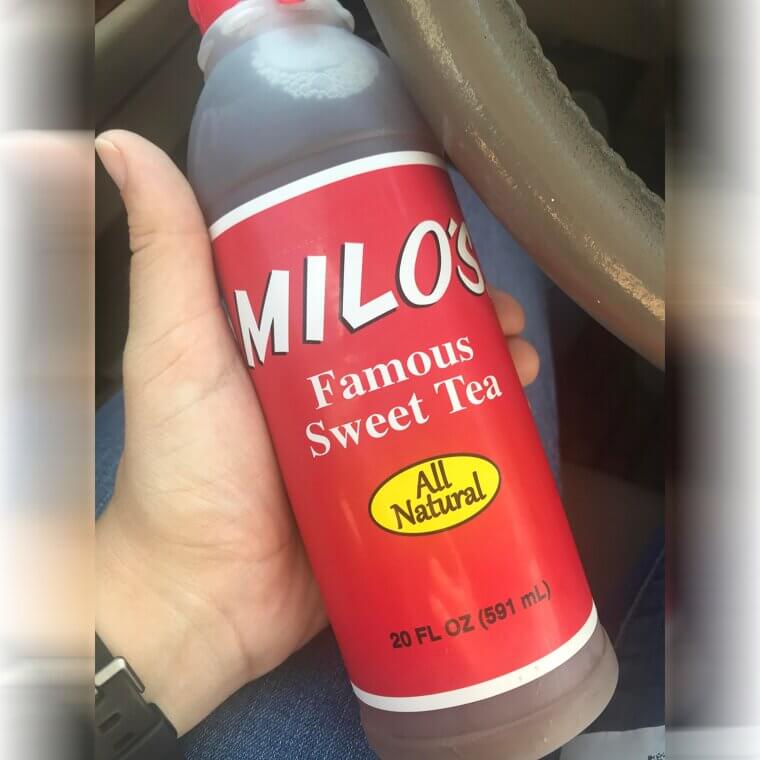 MILO'S
Famous
Sweet Tea
All
Natural
20 FL OZ (591 mL)